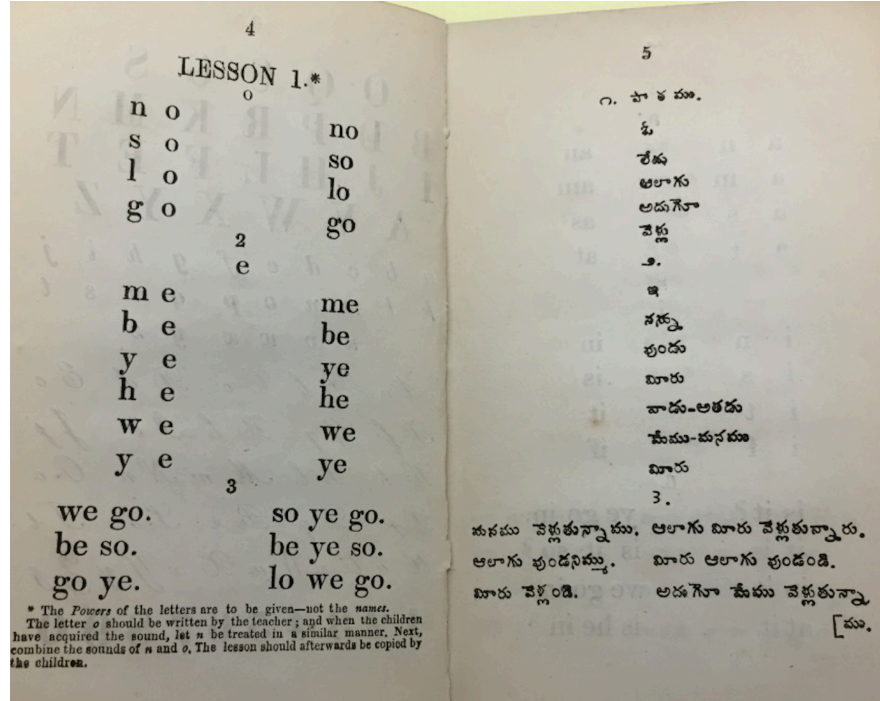 4
LESSON 1.*
o
n o no
s o so
l o lo
g o go
2
e
m e me
b e be
y e ye
h e he
w e we
y e ye
3
we go. so ye go.
be so. be ye so.
go ye. lo we go.
* The Powers of the letters are to be given—not the names.
The letter o should be written by the teacher; and when the children
have acquired the sound, let n be treated in a similar manner. Next,
combine the sounds of n and o. The lesson should afterwards be copied by
the children.
5
౧. పాఠము.
ఓ
లేదు
ఆలాగు
అదుగో
వెళ్లు
౨.
ఇ
నన్ను
వుండు
మీరు
వాడు-అతడు
మేము-మనము
మీరు
౩.
మనము వెళ్లుతున్నాము. ఆలాగు మీరు వెళ్లుతున్నారు.
ఆలాగు వుండనిమ్ము. మీరు ఆలాగు వుండండి.
మీరు వెళ్లండి. అదుగో మేము వెళ్లుతున్నా
[ము.